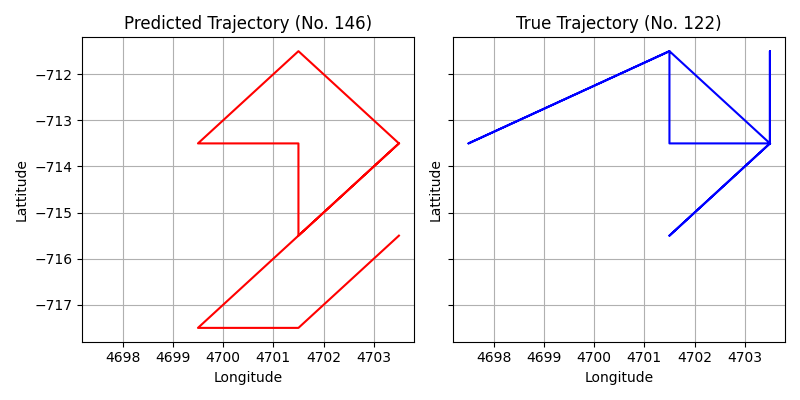 Predicted Trajectory (No. 146)
True Trajectory (No. 122)
Lattitude
−712
−713
−714
−715
−716
−717
4698 4699 4700 4701 4702 4703
Longitude
Lattitude
4698 4699 4700 4701 4702 4703
Longitude